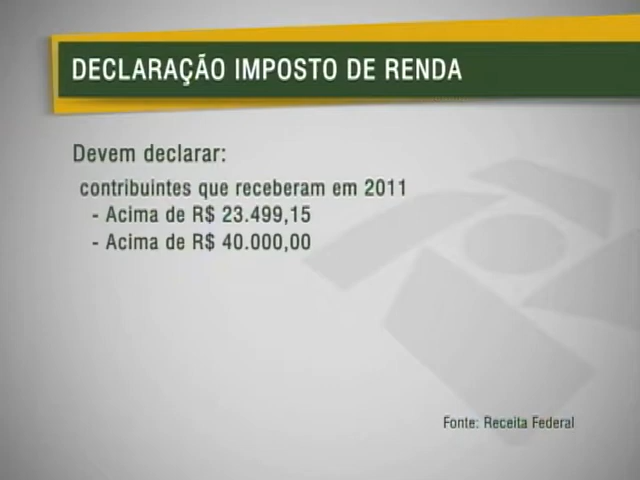 DECLARAÇÃO IMPOSTO DE RENDA
Devem declarar:
contribuintes que receberam em 2011
- Acima de R$ 23.499,15
- Acima de R$ 40.000,00
Fonte: Receita Federal